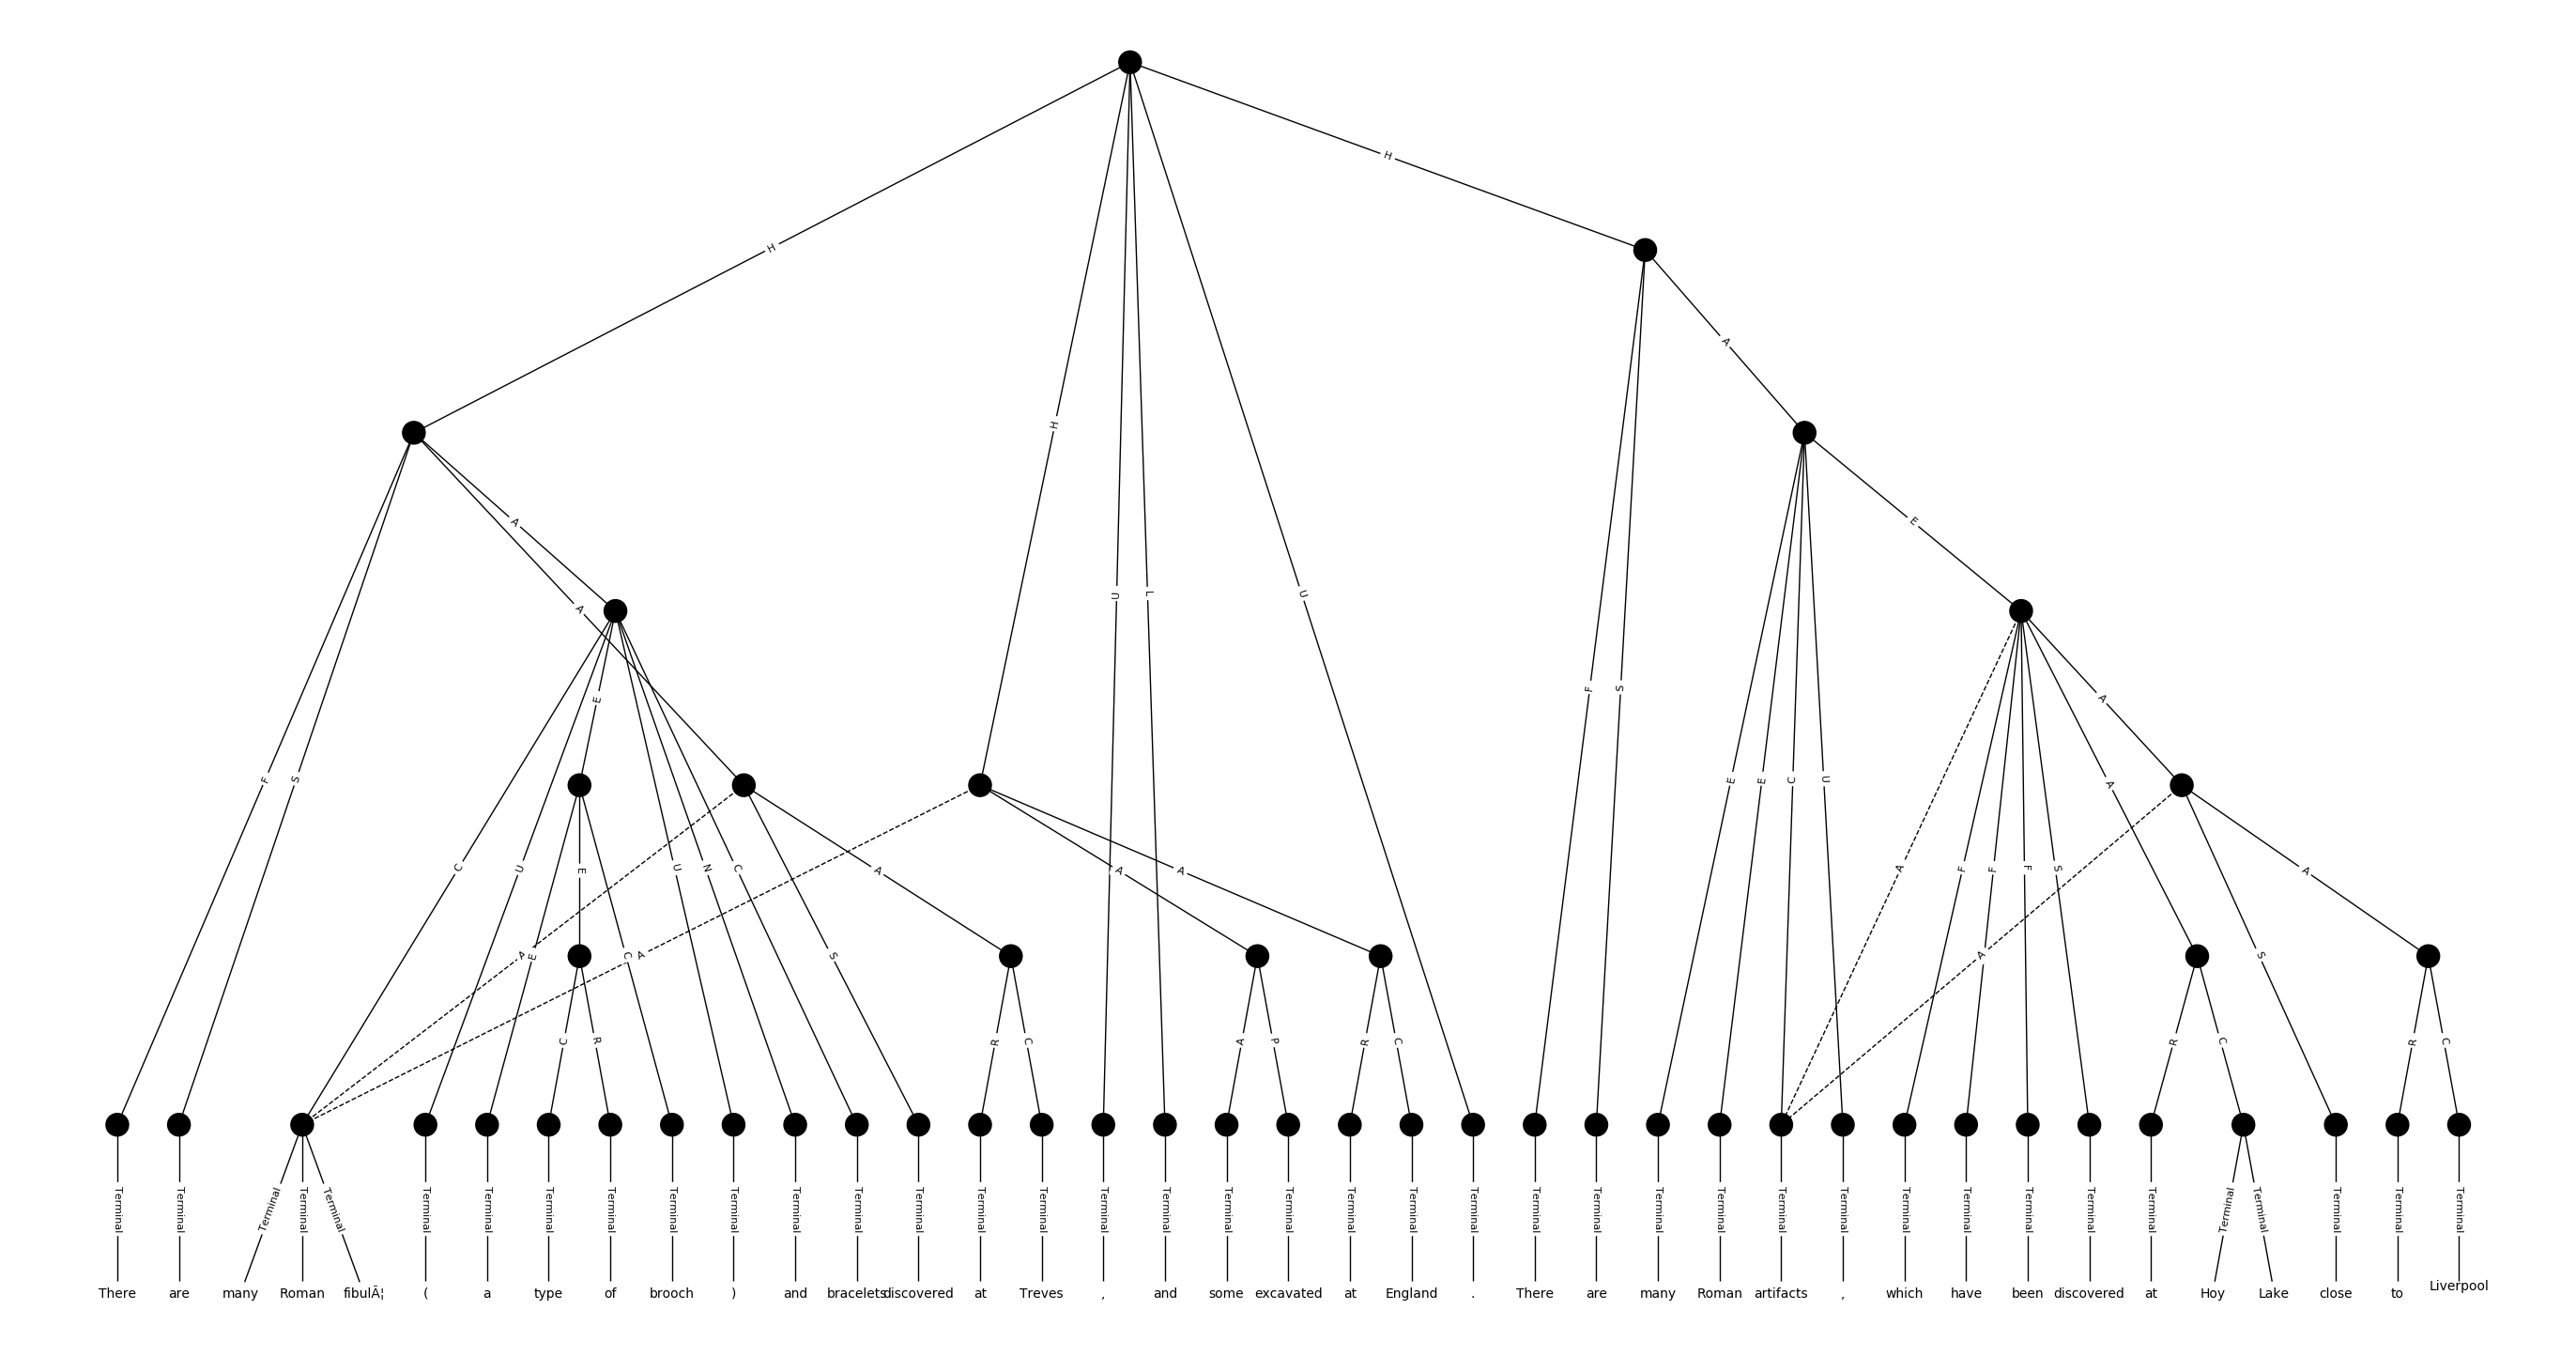 H
H
A
H
A
E
A
U
L
U
F
S
E
A
F
S
E
E
C
U
A
C
U
E
U
N
C
A
A
A
A
F
F
F
S
A
A
E
C
A
S
A
S
C
R
R
C
A
P
R
C
R
C
R
C
Terminal Terminal Terminal Terminal Terminal Terminal Terminal Terminal Terminal Terminal Terminal Terminal Terminal Terminal Terminal Terminal Terminal Terminal Terminal Terminal Terminal Terminal Terminal Terminal Terminal Terminal Terminal Terminal Terminal Terminal Terminal Terminal Terminal Terminal Terminal Terminal Terminal Terminal Terminal
There are many Roman fibulÃ¦ ( a type of brooch ) and bracelets discovered at Treves , and some excavated at England . There are many Roman artifacts , which have been discovered at Hoy Lake close to Liverpool